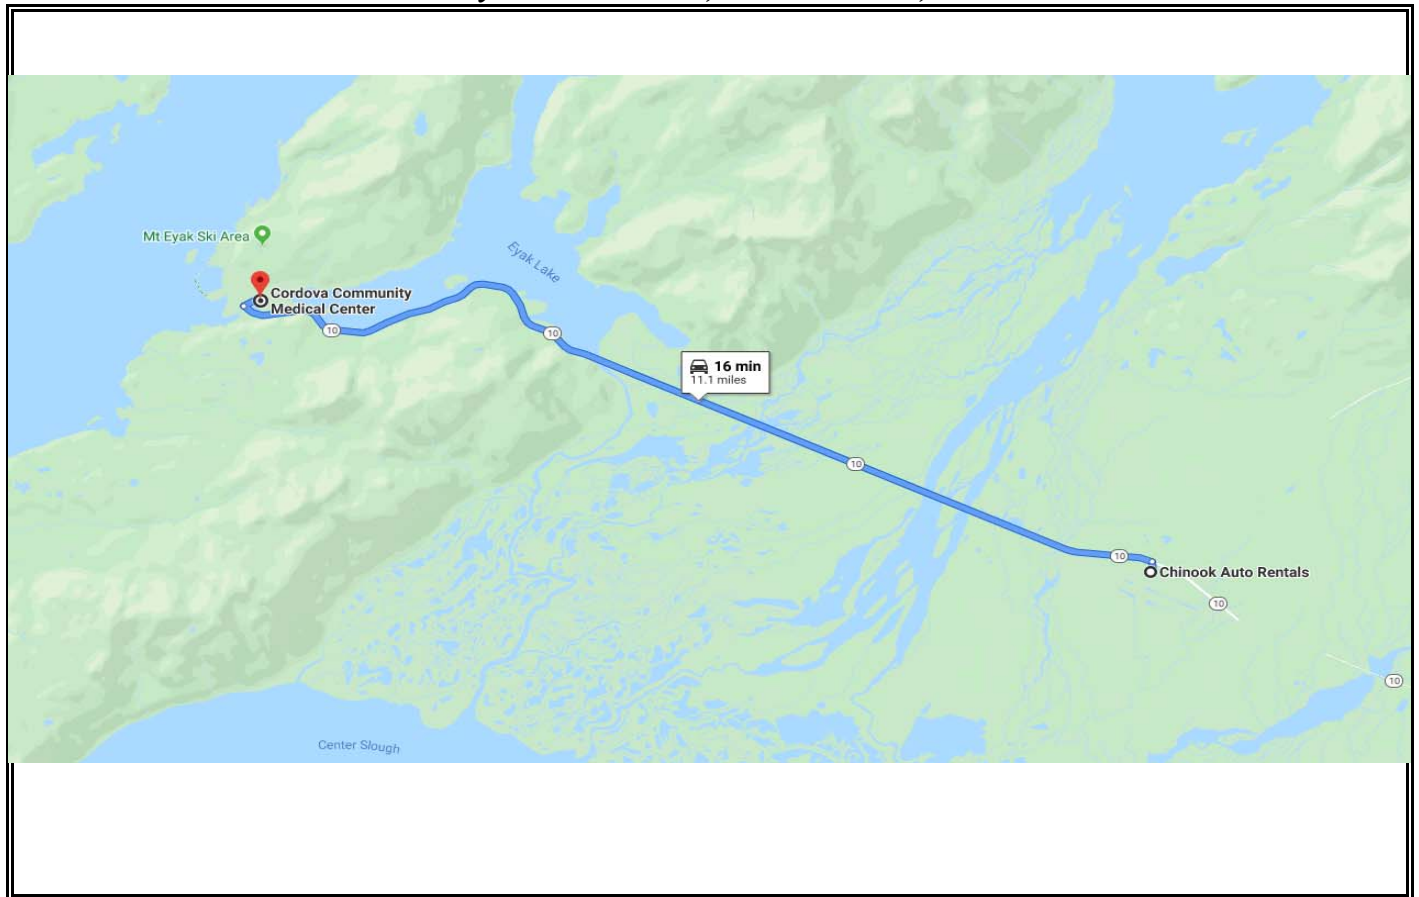 Mt Eyak Ski Area
Eyak Lake
Cordova Community
Medical Center
10
10
16 min
11.1 miles
10
10
Chinook Auto Rentals
10
10
Center Slough